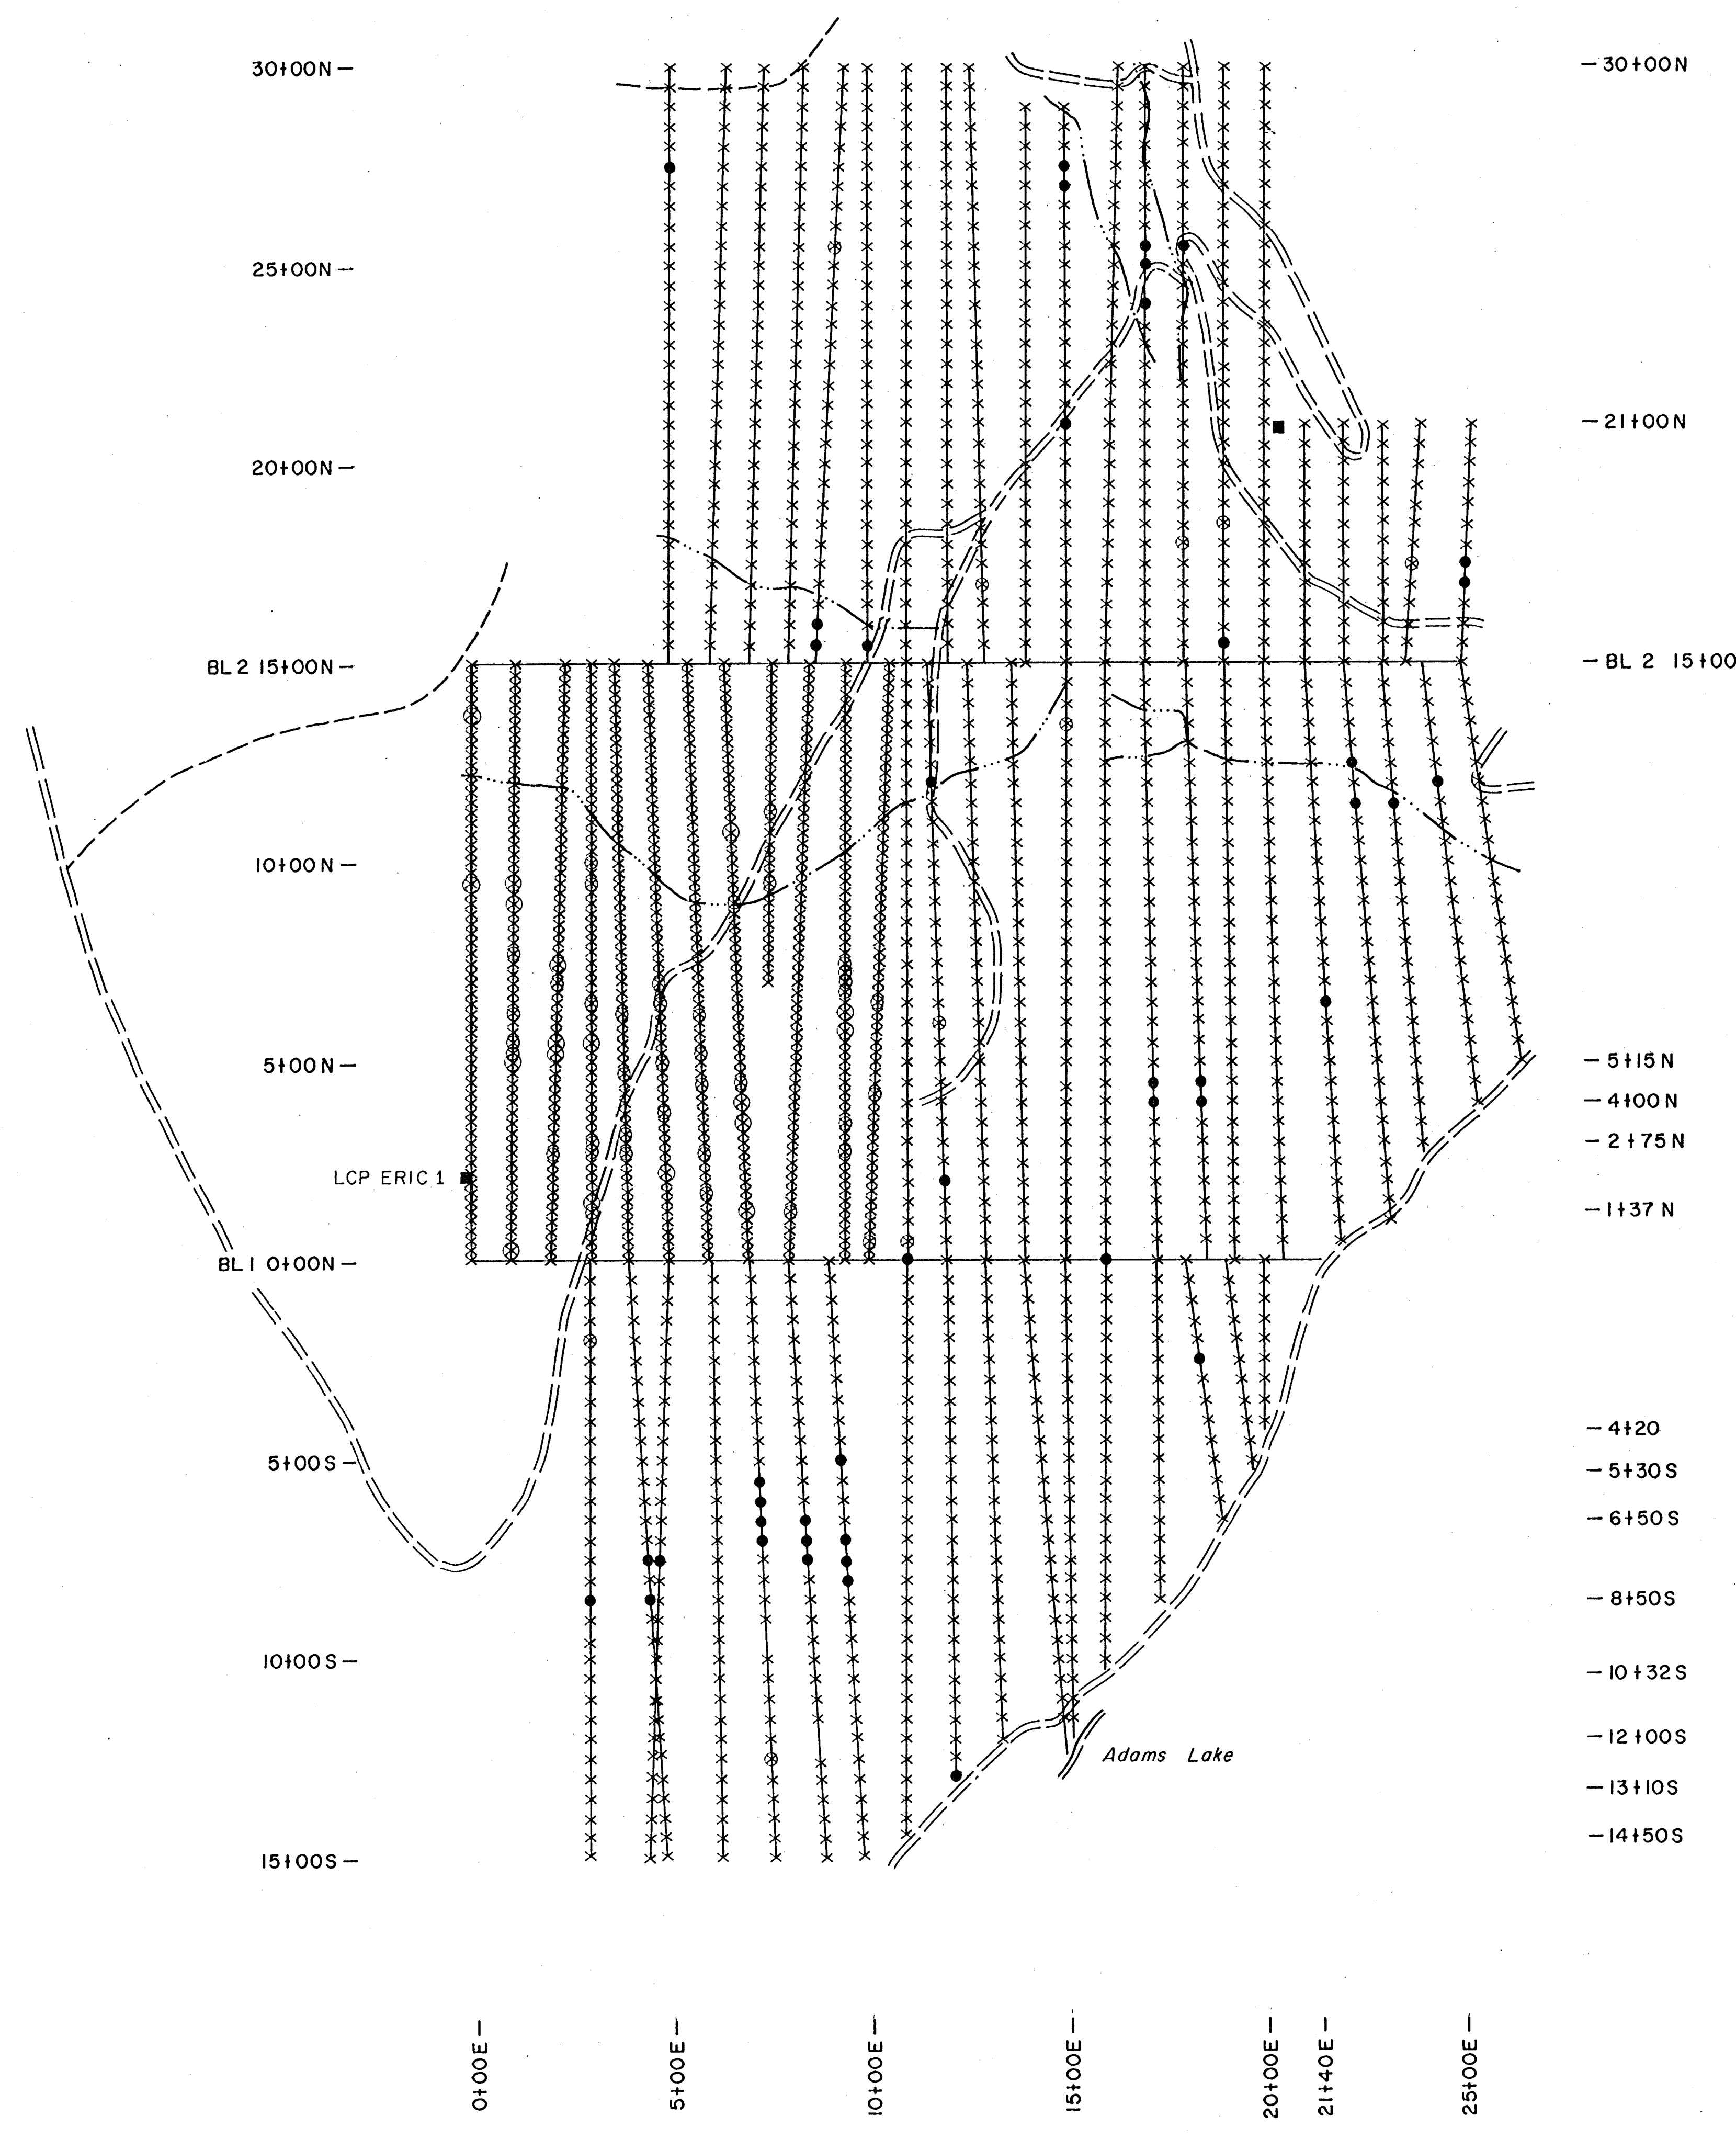 30+00N
30+00N
25+00N
21+00N
20+00N
BL 2 15+00N
BL 2 15+00
10+00N
5+00N
5+15N
4+00N
2+75N
LCP ERIC 1
1+37N
BL1 0+00N
4+20
5+00S
5+30S
6+50S
8+50S
10+00S
10+32S
12+00S
Adams Lake
13+10S
14+50S
15+00S
0+00E
5+00E
10+00E
15+00E
20+00E
21+40E
25+00E